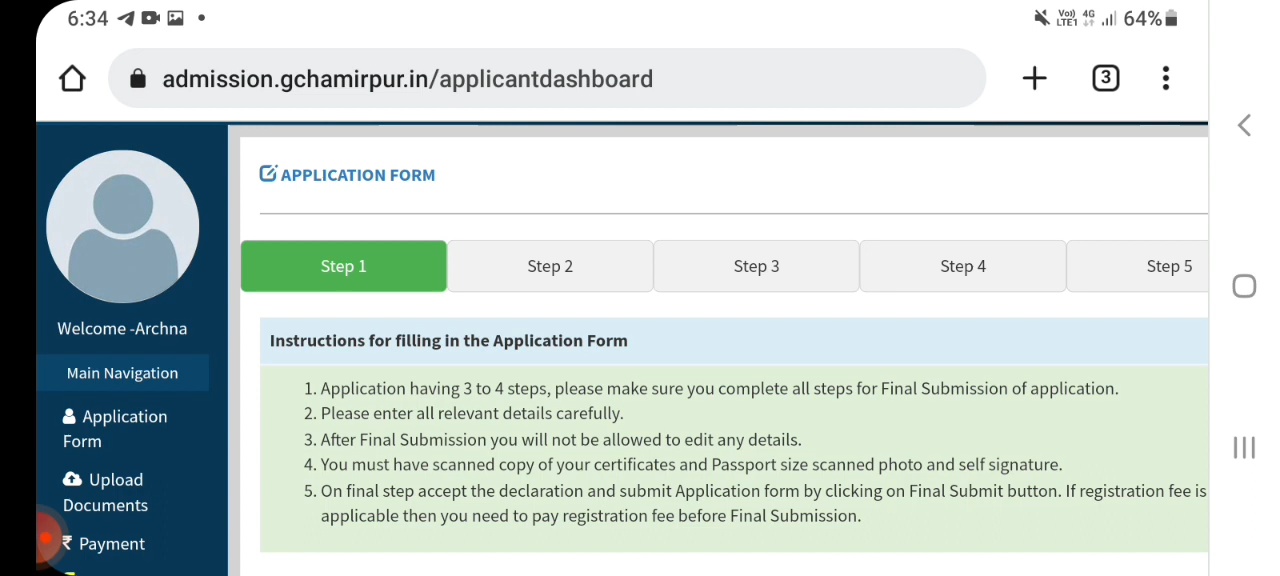 6:34
Vo)) 4G
LTE1
64%
admission.gchamirpur.in/applicantdashboard
3
APPLICATION FORM
Step 1 Step 2 Step 3 Step 4 Step 5
Welcome -Archna
Main Navigation
Application
Form
Upload
Documents
₹ Payment
Instructions for filling in the Application Form
1. Application having 3 to 4 steps, please make sure you complete all steps for Final Submission of application.
2. Please enter all relevant details carefully.
3. After Final Submission you will not be allowed to edit any details.
4. You must have scanned copy of your certificates and Passport size scanned photo and self signature.
5. On final step accept the declaration and submit Application form by clicking on Final Submit button. If registration fee is
applicable then you need to pay registration fee before Final Submission.